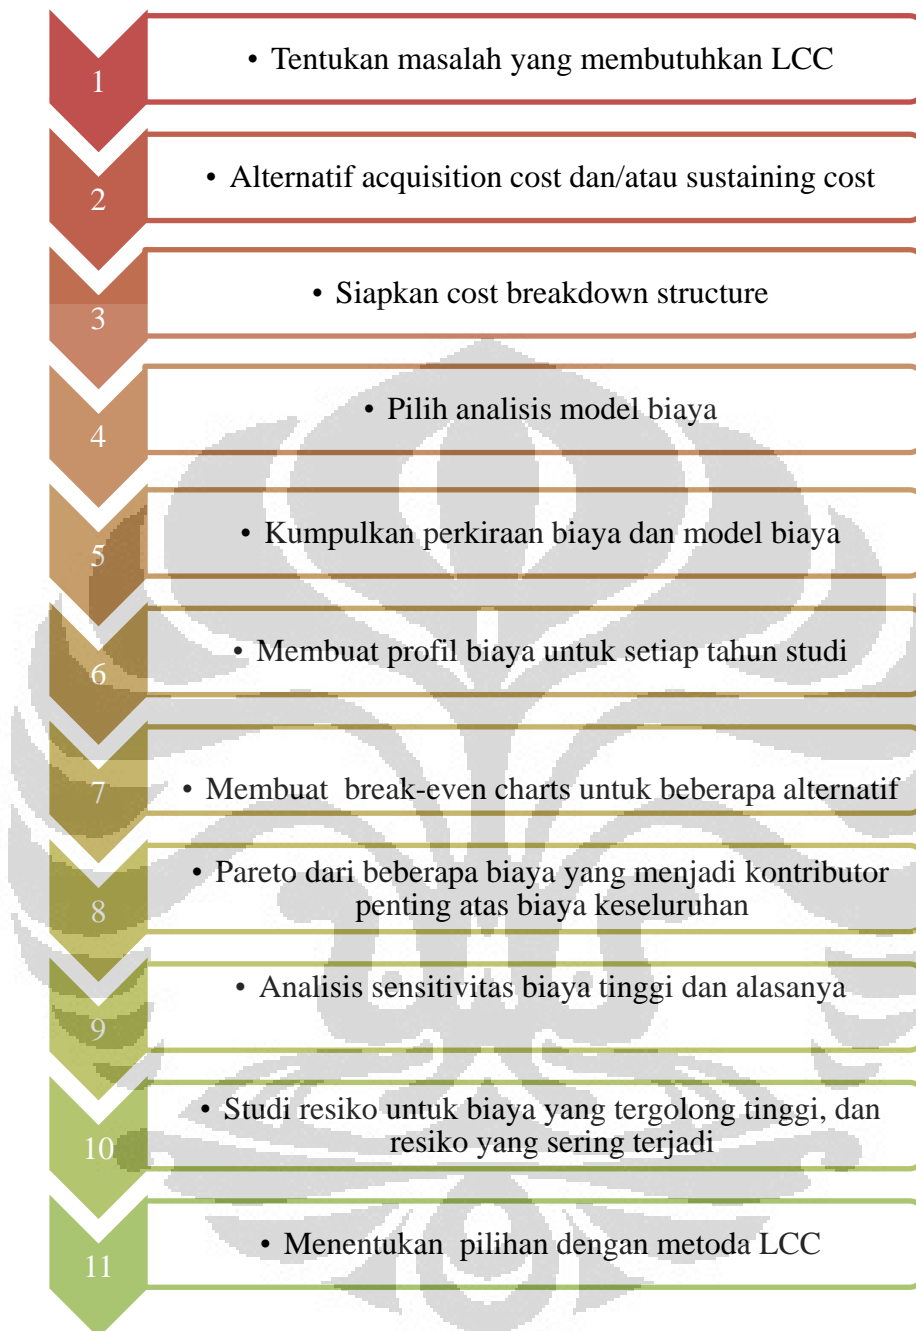 1
• Tentukan masalah yang membutuhkan LCC
2
• Alternatif acquisition cost dan/atau sustaining cost
3
• Siapkan cost breakdown structure
4
• Pilih analisis model biaya
5
• Kumpulkan perkiraan biaya dan model biaya
6
• Membuat profil biaya untuk setiap tahun studi
7
• Membuat  break-even charts untuk beberapa alternatif
8
• Pareto dari beberapa biaya yang menjadi kontributor
penting atas biaya keseluruhan
9
• Analisis sensitivitas biaya tinggi dan alasanya
10
• Studi resiko untuk biaya yang tergolong tinggi, dan
resiko yang sering terjadi
11
• Menentukan  pilihan dengan metoda LCC